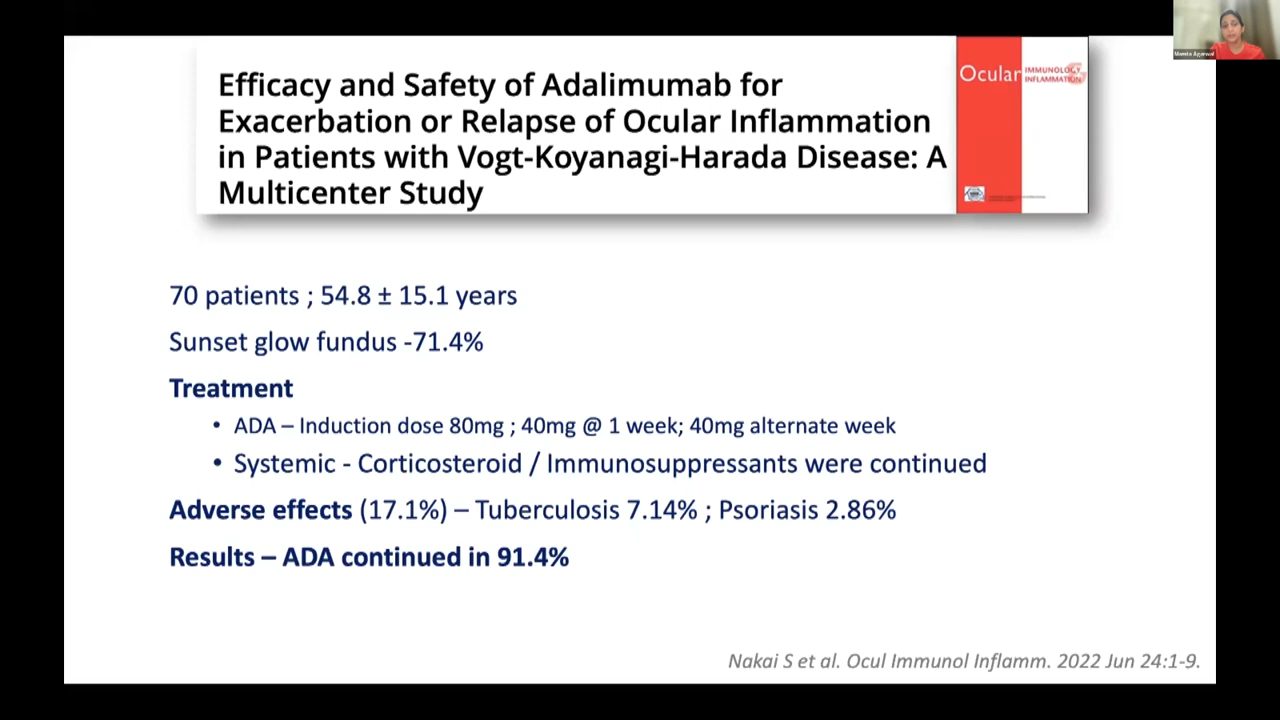 Mamta Agarwal
Efficacy and Safety of Adalimumab for
Exacerbation or Relapse of Ocular Inflammation
in Patients with Vogt-Koyanagi-Harada Disease: A
Multicenter Study
Ocular IMMUNOLOGY
INFLAMMATION
70 patients ; 54.8 ± 15.1 years
Sunset glow fundus -71.4%
Treatment
• ADA – Induction dose 80mg ; 40mg @ 1 week; 40mg alternate week
• Systemic - Corticosteroid / Immunosuppressants were continued
Adverse effects (17.1%) – Tuberculosis 7.14% ; Psoriasis 2.86%
Results – ADA continued in 91.4%
Nakai S et al. Ocul Immunol Inflamm. 2022 Jun 24:1-9.